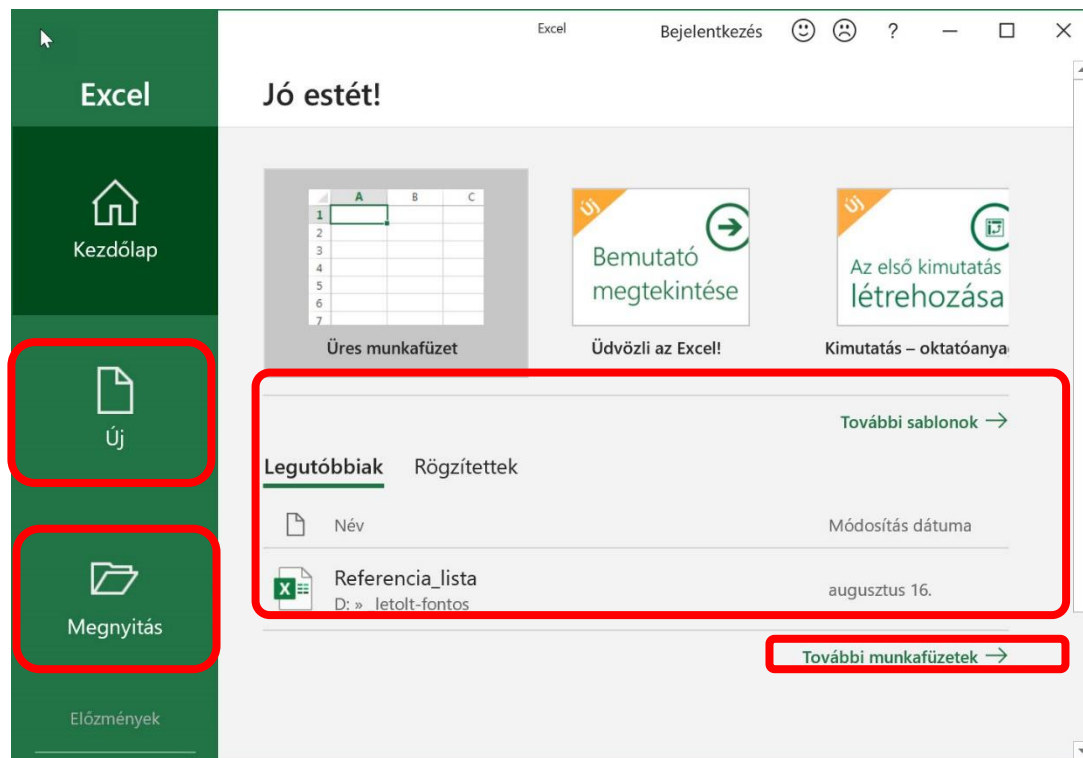 Excel Bejelentkezés ?
Excel
Jó estét!
Kezdőlap
Új
Megnyitás
Előzmények
A B C
1
2
3
4
5
6
7
Üres munkafüzet
Új
Bemutató
megtekintése
Üdvözli az Excel!
Új
Az első kimutatás
létrehozása
Kimutatás – oktatóanya
További sablonok
Legutóbbiak Rögzítettek
Név Módosítás dátuma
Referencia_lista
D: » _letolt-fontos
augusztus 16.
További munkafüzetek